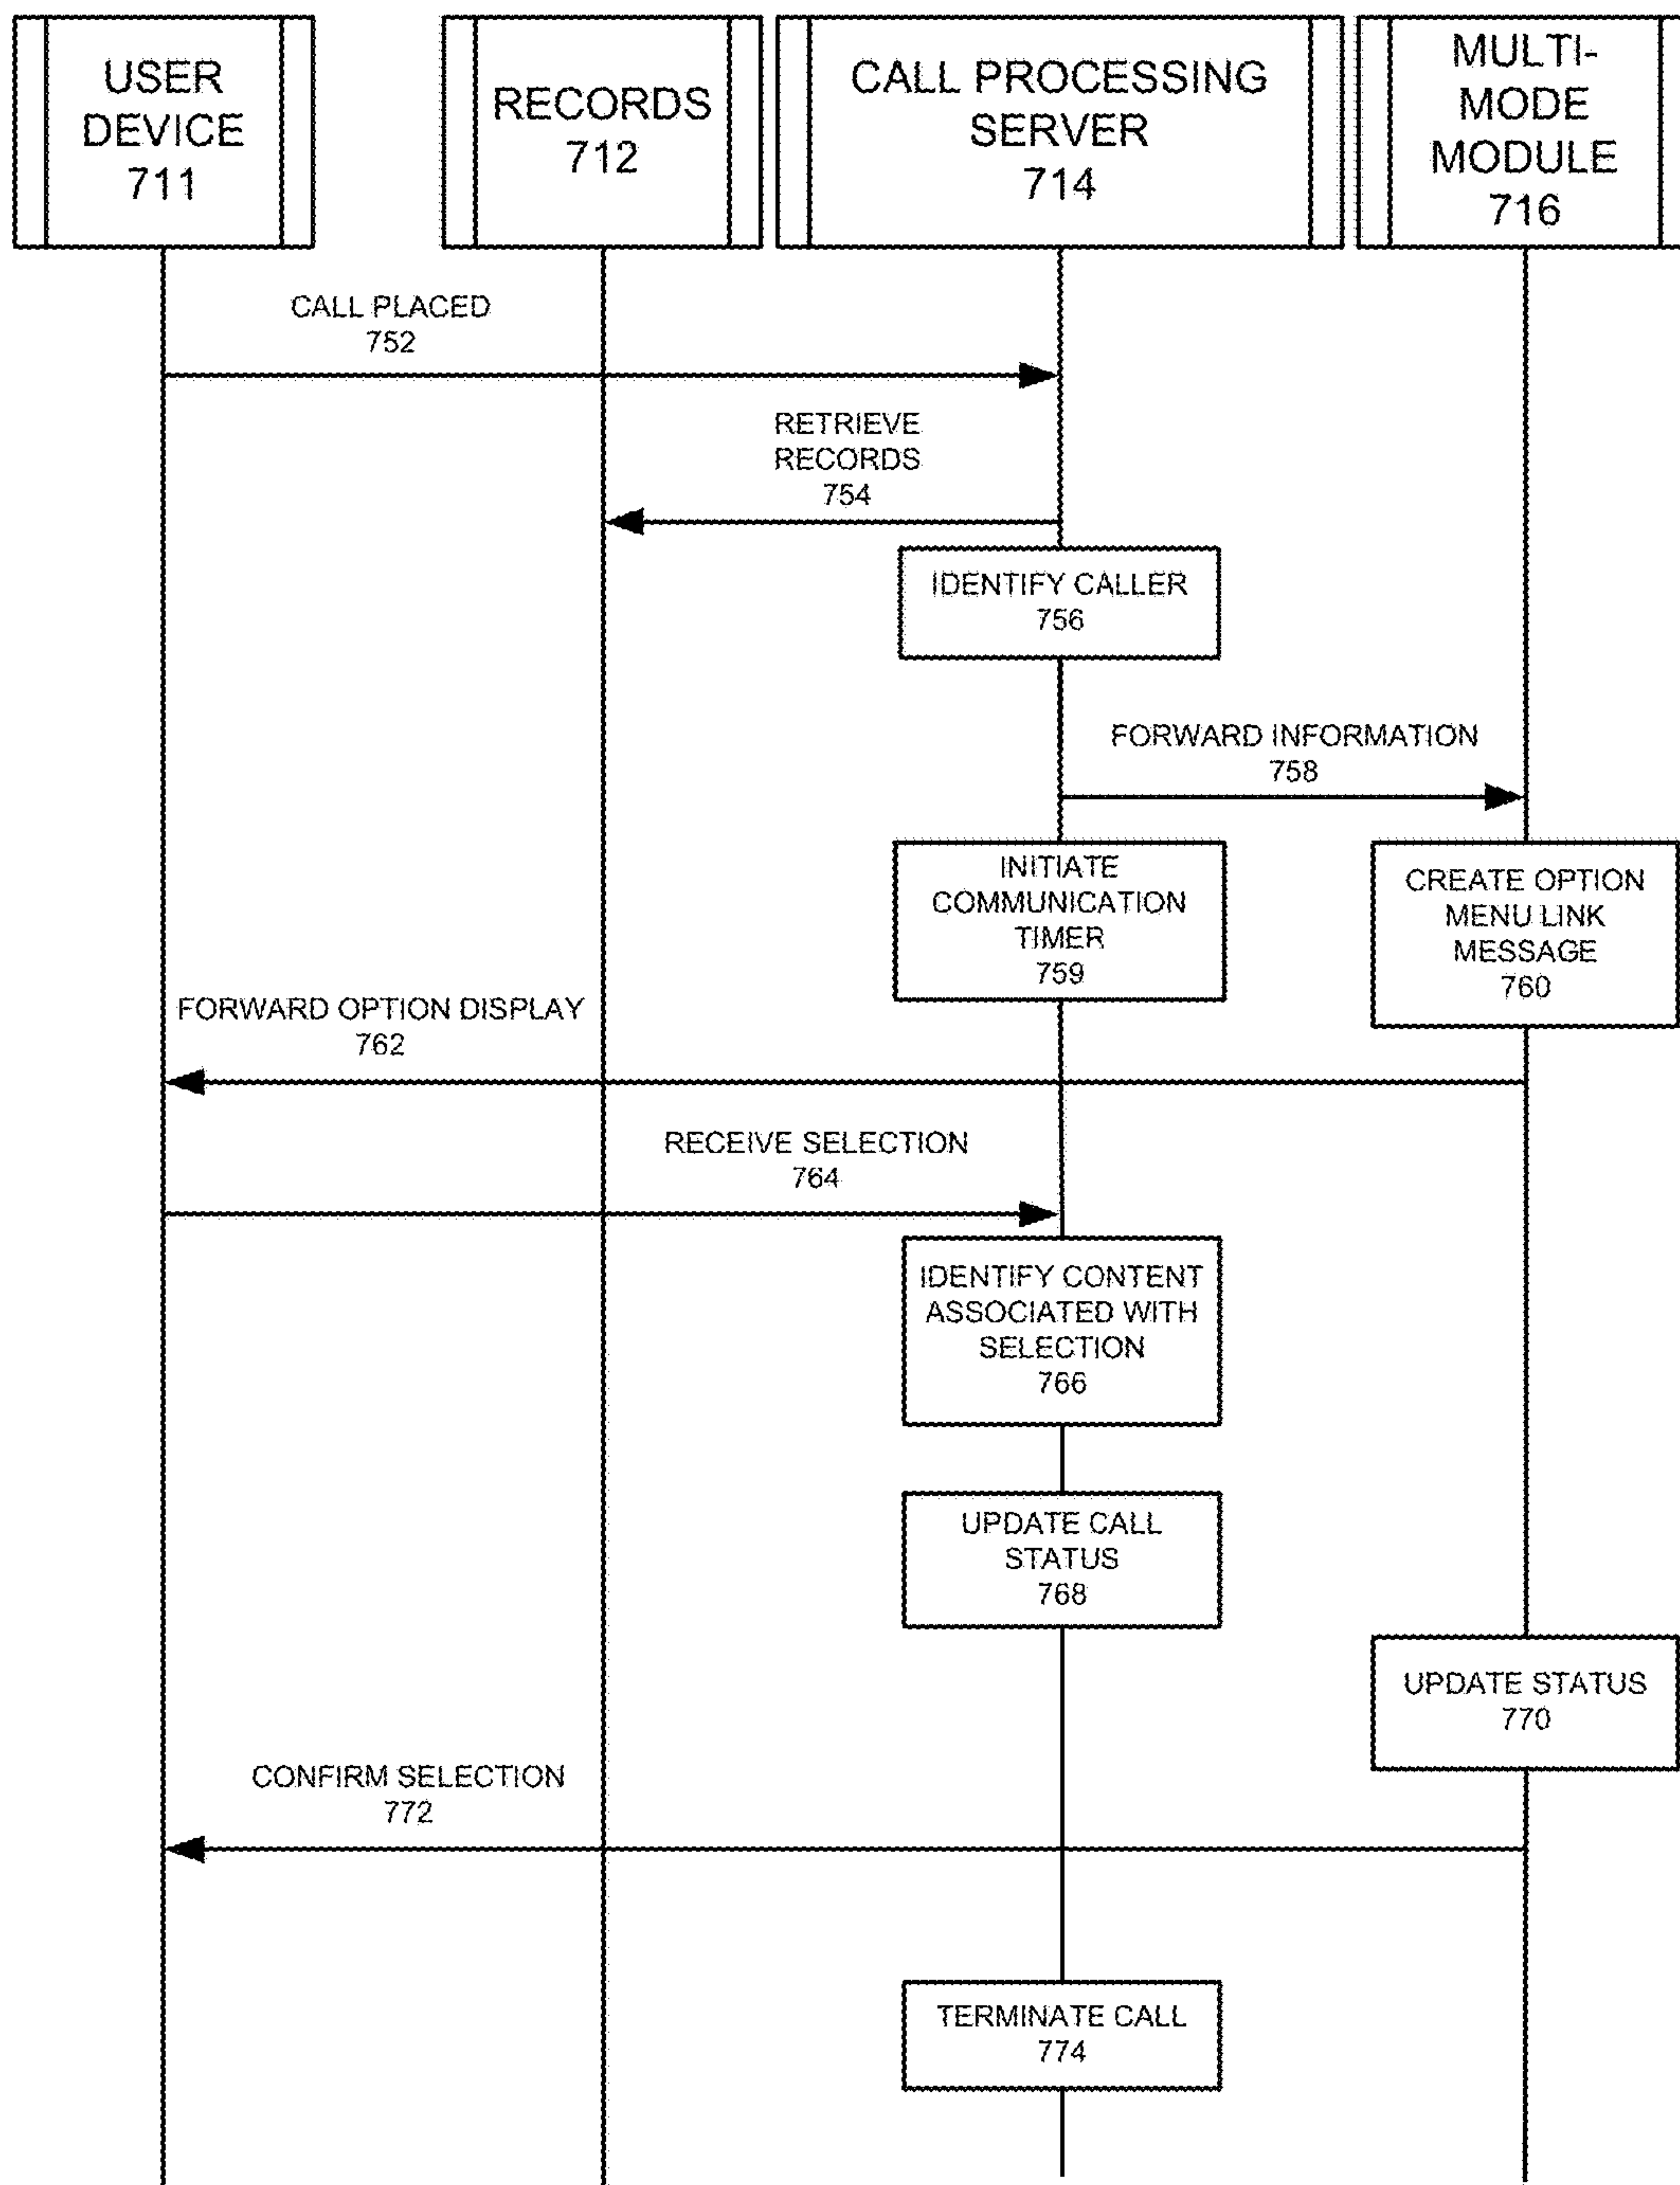 USER
DEVICE
711
RECORDS
712
CALL PROCESSING
SERVER
714
MULTI-
MODE
MODULE
716
CALL PLACED
752
RETRIEVE
RECORDS
754
IDENTIFY CALLER
756
FORWARD INFORMATION
758
INITIATE
COMMUNICATION
TIMER
759
CREATE OPTION
MENU LINK
MESSAGE
760
FORWARD OPTION DISPLAY
762
RECEIVE SELECTION
764
IDENTIFY CONTENT
ASSOCIATED WITH
SELECTION
766
UPDATE CALL
STATUS
768
UPDATE STATUS
770
CONFIRM SELECTION
772
TERMINATE CALL
774